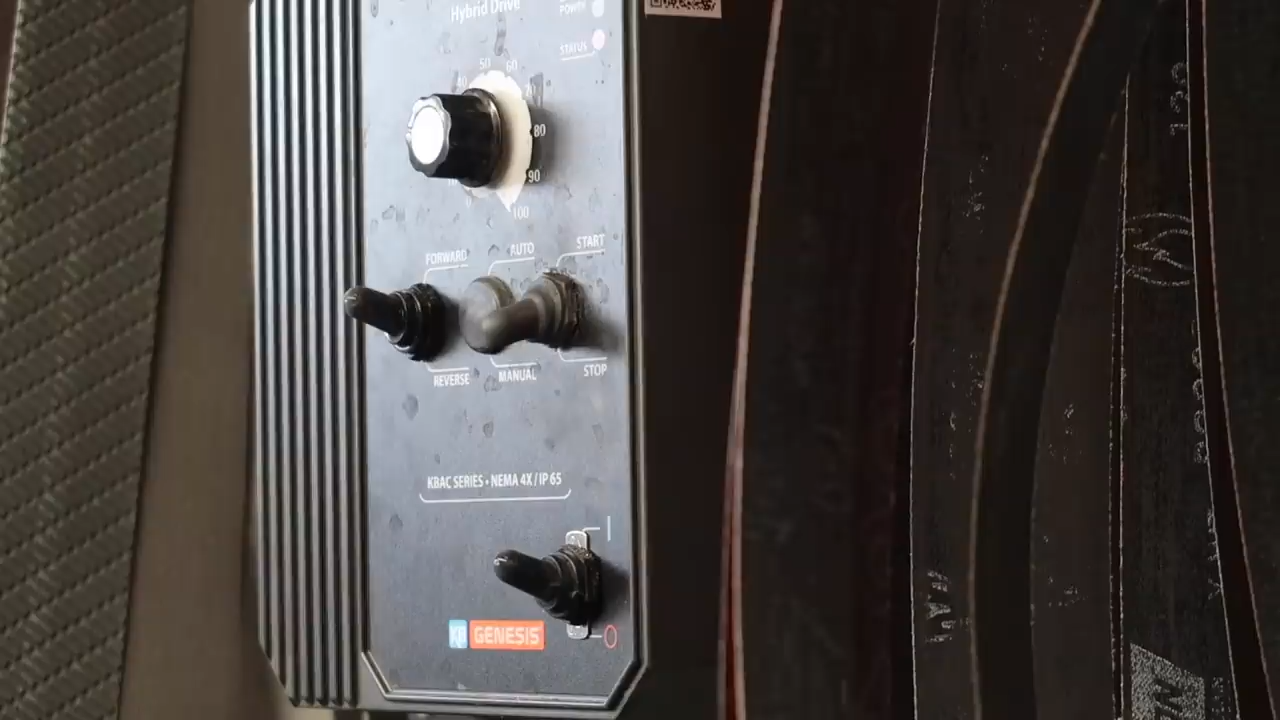 Hybrid Drive
POWER
STATUS
50 60
80
90
0 100
FORWARD AUTO START
REVERSE MANUAL STOP
KBAC SERIES • NEMA 4X / IP 65
|
KB GENESIS
O